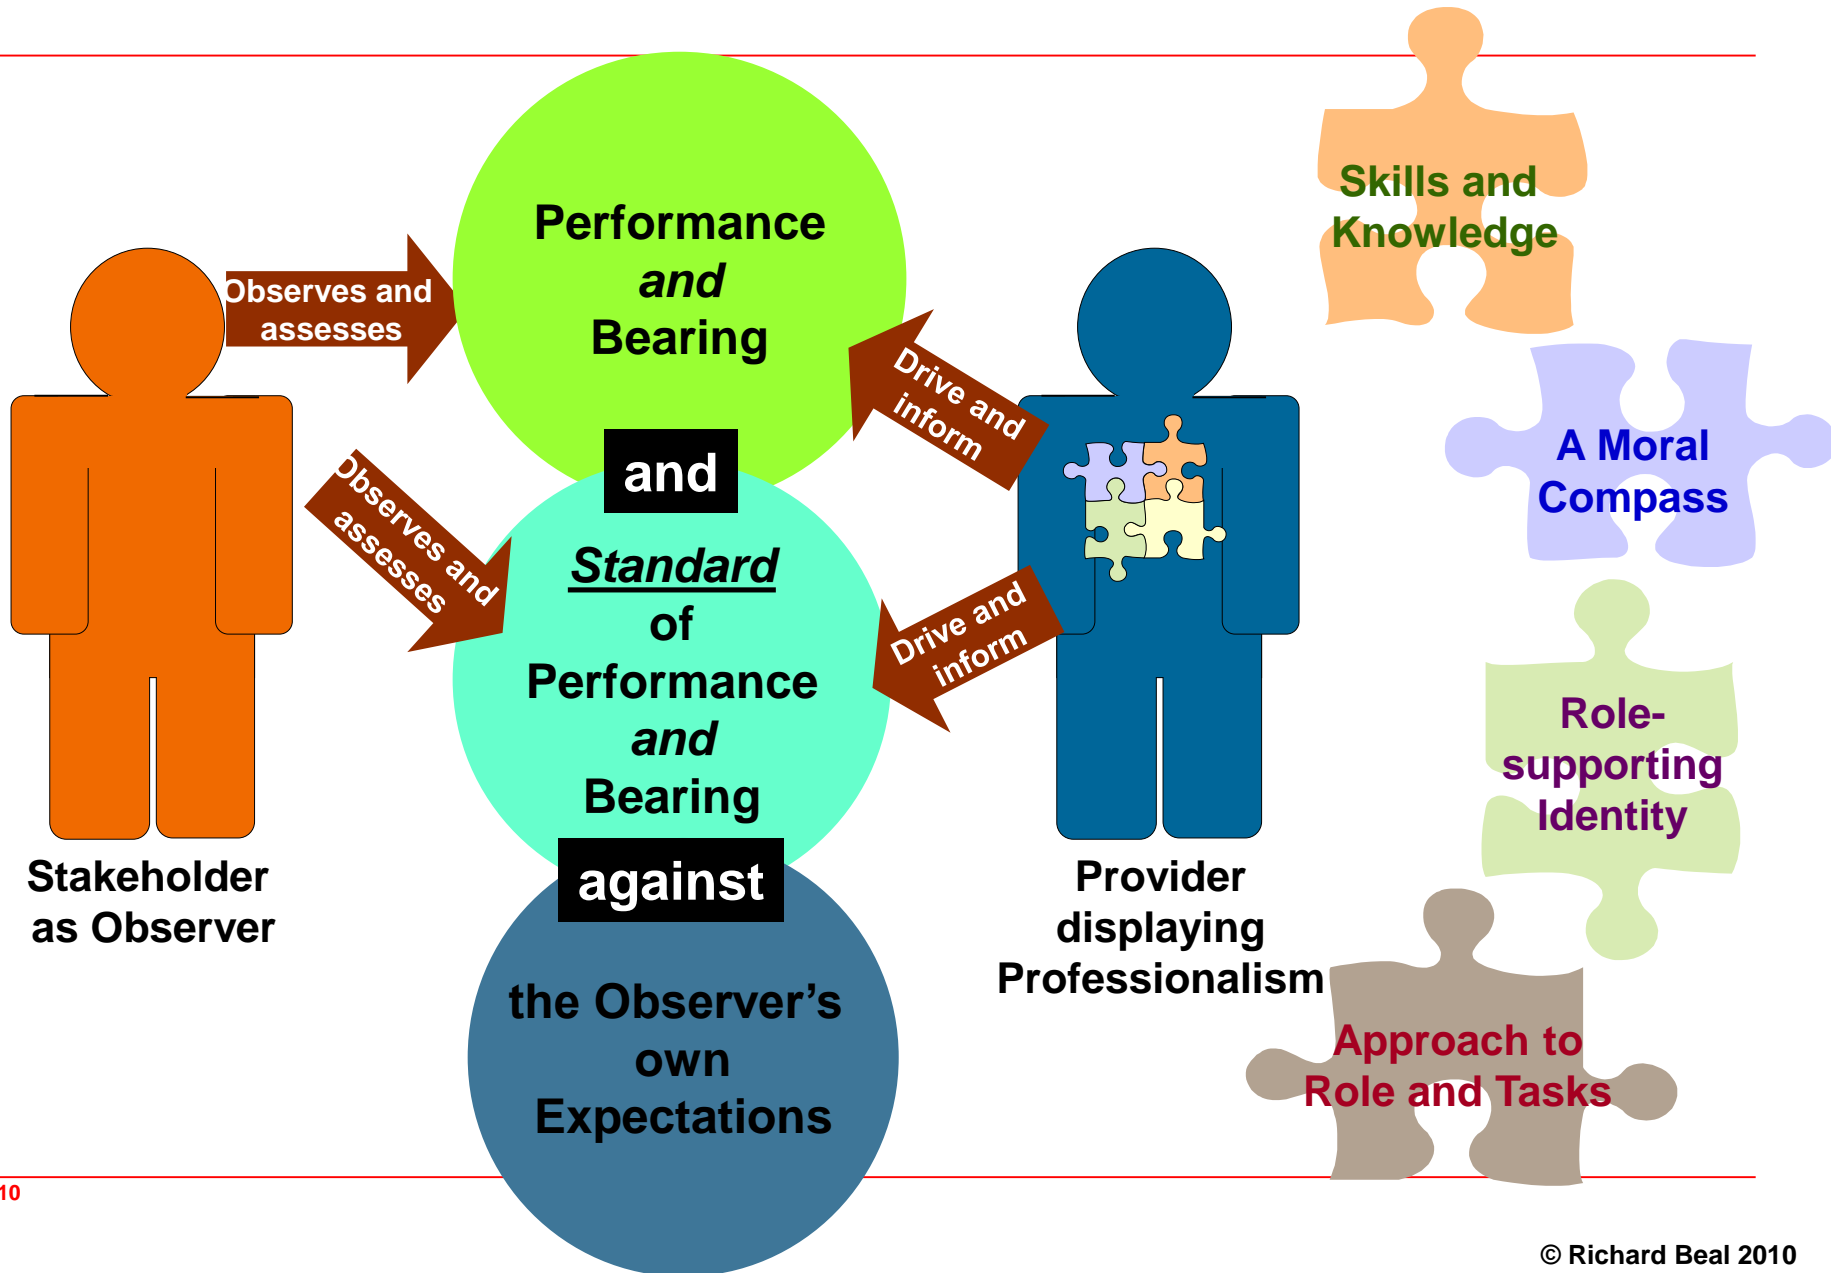 Performance
and
Bearing
Observes and
assesses
Drive and
inform
and
Observes and
assesses
Standard
of
Performance
and
Bearing
Drive and
inform
against
the Observer’s
own
Expectations
Stakeholder
as Observer
Provider
displaying
Professionalism
Skills and
Knowledge
A Moral
Compass
Role-
supporting
Identity
Approach to
Role and Tasks
10
© Richard Beal 2010